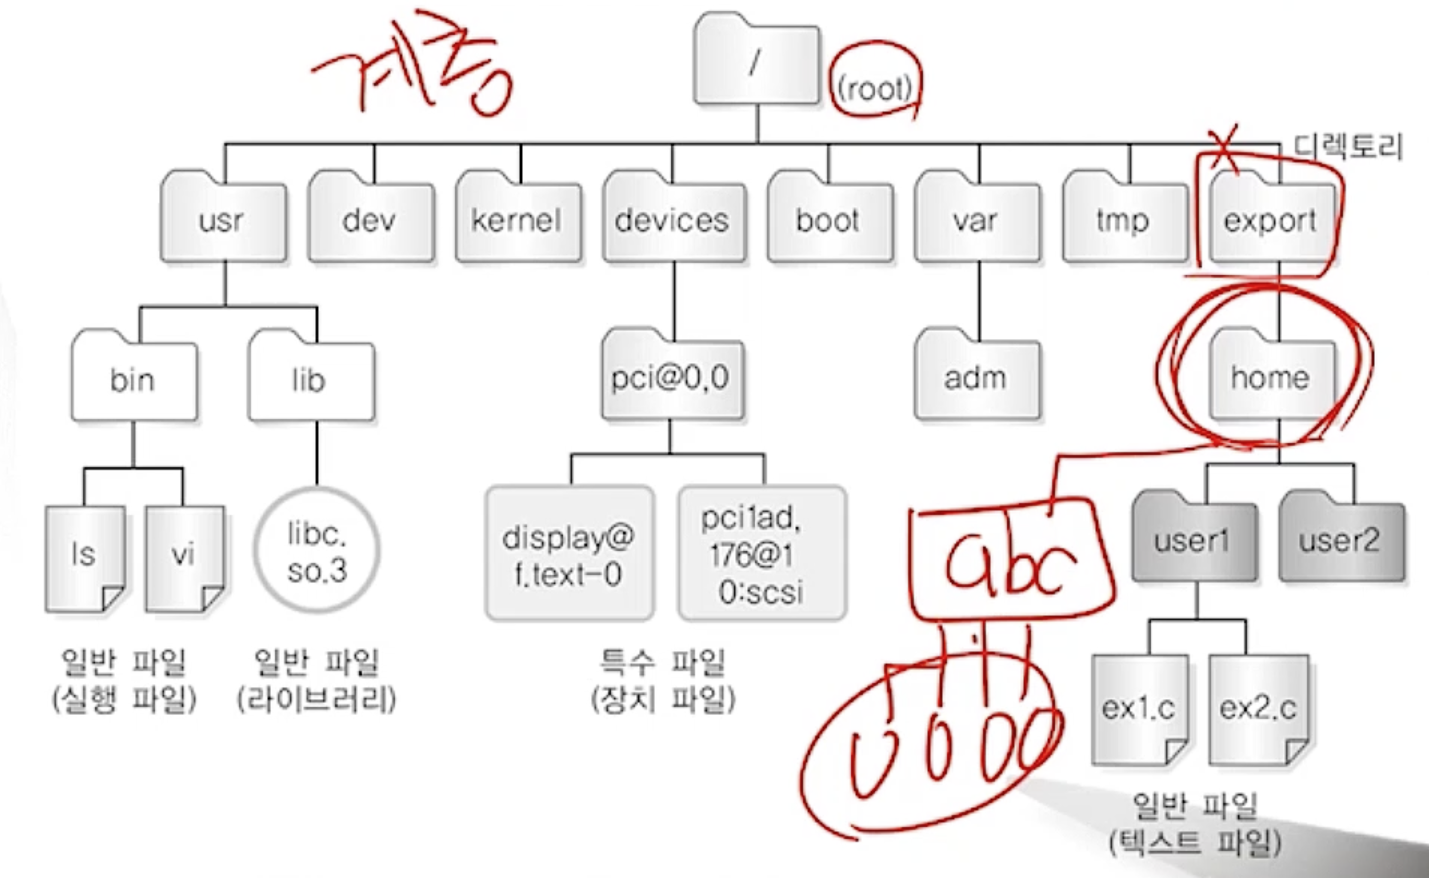 계층
/
(root)
디렉토리
usr
dev
kernel
devices
boot
var
tmp
export
bin
lib
pci@0,0
adm
home
ls
vi
libc.
so.3
display@
f.text-0
pci1ad,
176@1
0:scsi
abc
user1
user2
일반 파일
(실행 파일)
일반 파일
(라이브러리)
특수 파일
(장치 파일)
ex1.c
ex2.c
일반 파일
(텍스트 파일)